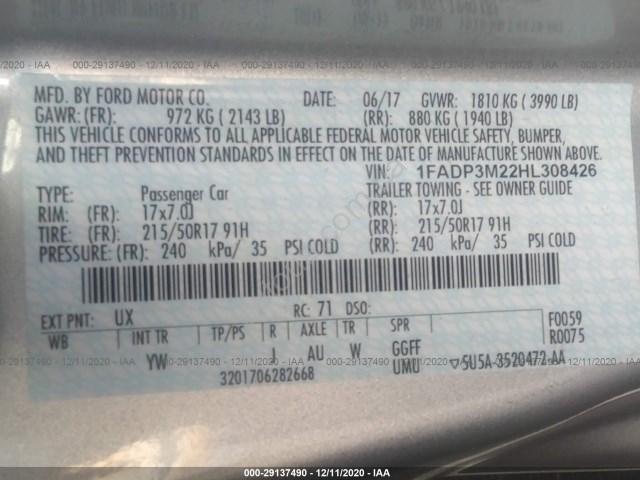 000-29137490 - 12/11/2020 - IAA
MFD. BY FORD MOTOR CO. DATE: 06/17 GVWR: 1810 KG ( 3990 LB)
GAWR: (FR): 972 KG ( 2143 LB) (RR): 880 KG ( 1940 LB)
THIS VEHICLE CONFORMS TO ALL APPLICABLE FEDERAL MOTOR VEHICLE SAFETY, BUMPER,
AND THEFT PREVENTION STANDARDS IN EFFECT ON THE DATE OF MANUFACTURE SHOWN ABOVE.
VIN: 1FADP3M22HL308426
TYPE: Passenger Car TRAILER TOWING - SEE OWNER GUIDE
RIM: (FR): 17x7.0J (RR): 17x7.0J
TIRE: (FR): 215/50R17 91H (RR): 215/50R17 91H
PRESSURE: (FR): 240 kPa/ 35 PSI COLD (RR): 240 kPa/ 35 PSI COLD
EXT PNT: UX RC: 71 DSO: F0059
WB INT TR TP/PS R AXLE TR SPR R0075
YW J AU W GGFF
3201706282668 UMU ▽5U5A-3520472-AA
000-29137490 - 12/11/2020 - IAA